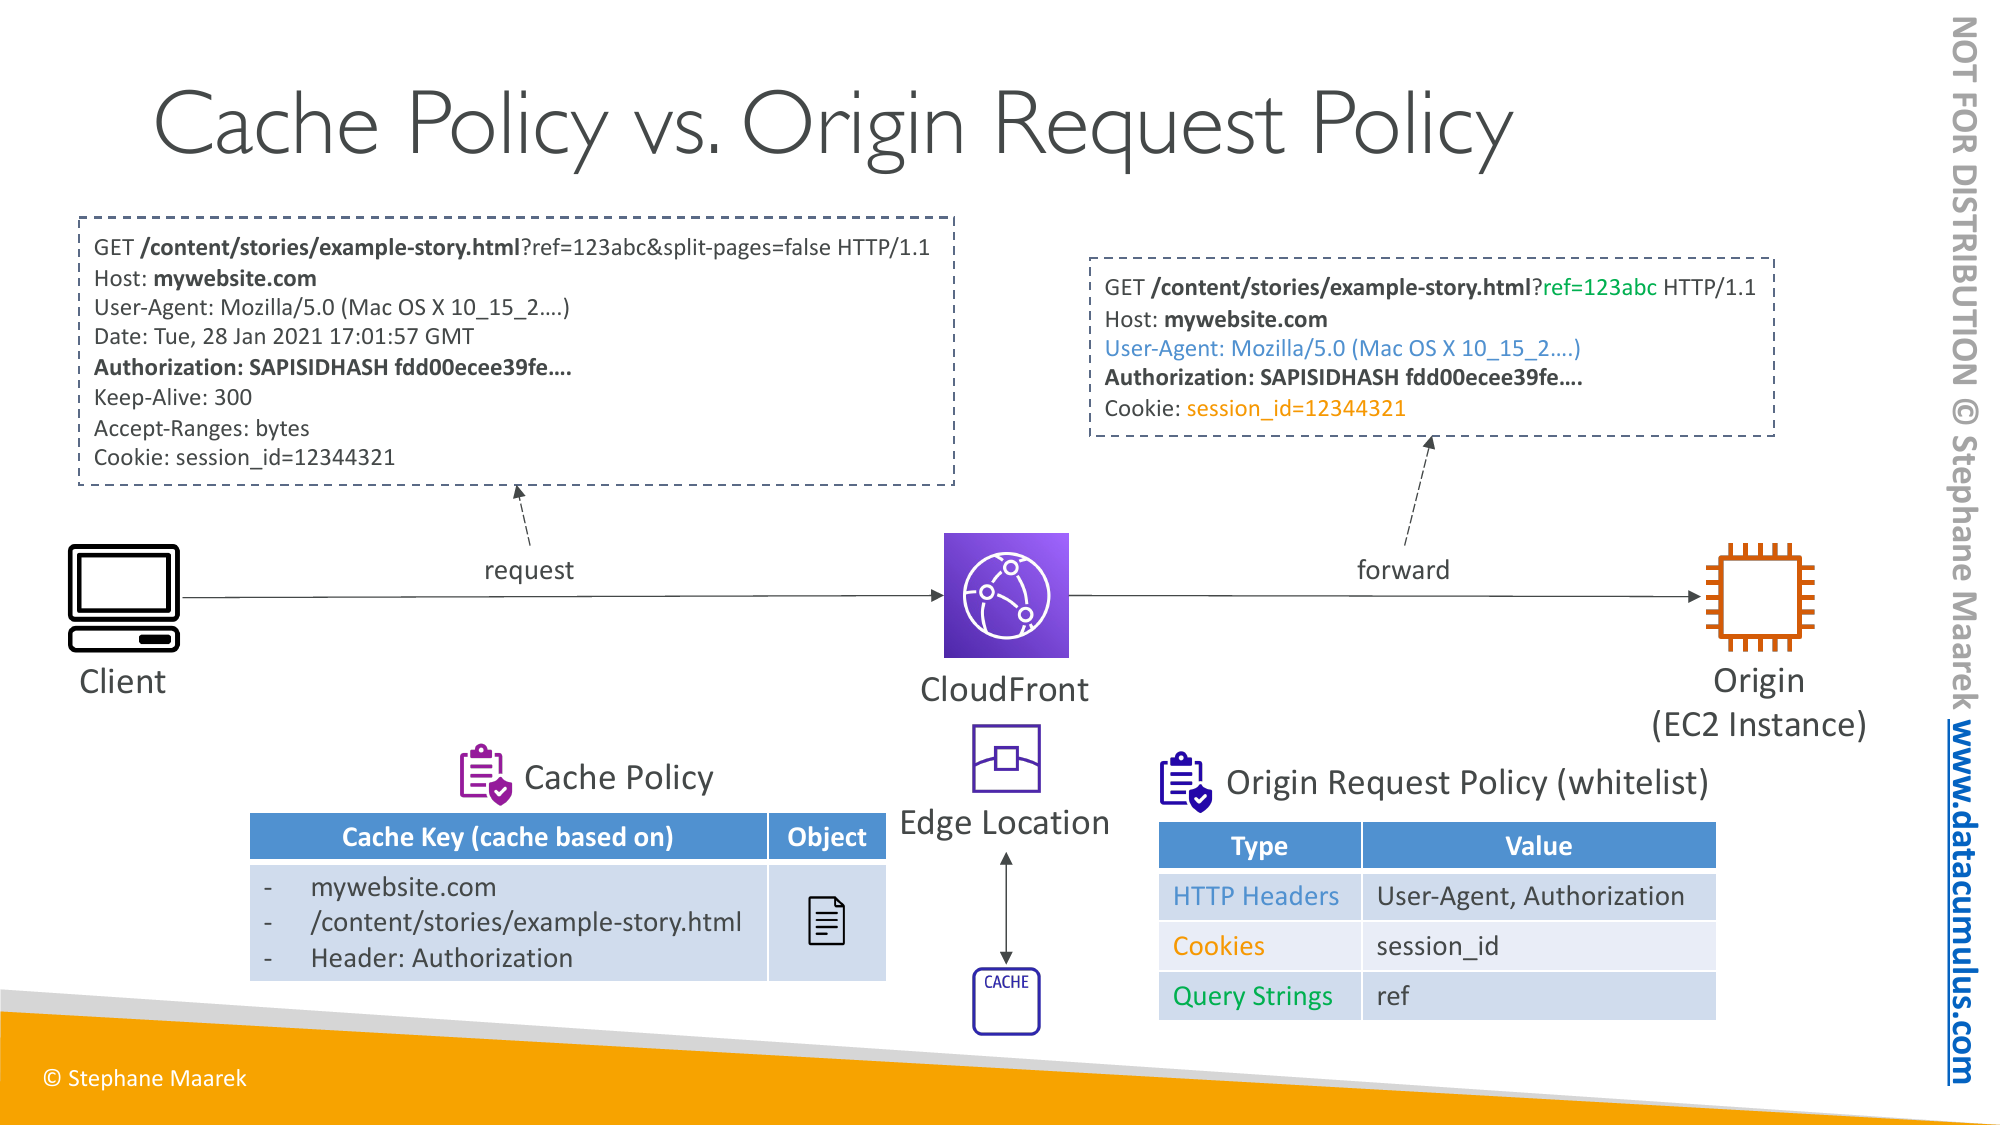 Cache Policy vs. Origin Request Policy
GET /content/stories/example-story.html?ref=123abc&split-pages=false HTTP/1.1
Host: mywebsite.com
User-Agent: Mozilla/5.0 (Mac OS X 10_15_2….)
Date: Tue, 28 Jan 2021 17:01:57 GMT
Authorization: SAPISIDHASH fdd00ecee39fe….
Keep-Alive: 300
Accept-Ranges: bytes
Cookie: session_id=12344321
GET /content/stories/example-story.html?ref=123abc HTTP/1.1
Host: mywebsite.com
User-Agent: Mozilla/5.0 (Mac OS X 10_15_2….)
Authorization: SAPISIDHASH fdd00ecee39fe….
Cookie: session_id=12344321
request
forward
Client
CloudFront
Origin
(EC2 Instance)
Edge Location
CACHE
Cache Policy
Cache Key (cache based on) Object
- mywebsite.com
- /content/stories/example-story.html
- Header: Authorization
Origin Request Policy (whitelist)
Type Value
HTTP Headers User-Agent, Authorization
Cookies session_id
Query Strings ref
© Stephane Maarek
NOT FOR DISTRIBUTION © Stephane Maarek www.datacumulus.com